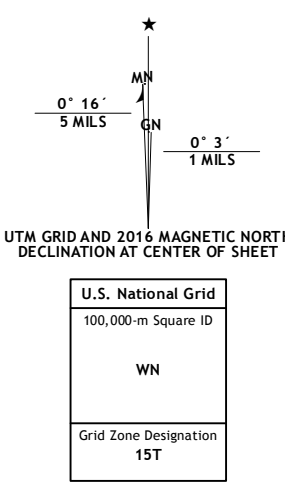 MN
0° 16´
5 MILS
GN
0° 3´
1 MILS
UTM GRID AND 2016 MAGNETIC NORTH
DECLINATION AT CENTER OF SHEET
U.S. National Grid
100,000-m Square ID
WN
Grid Zone Designation
15T